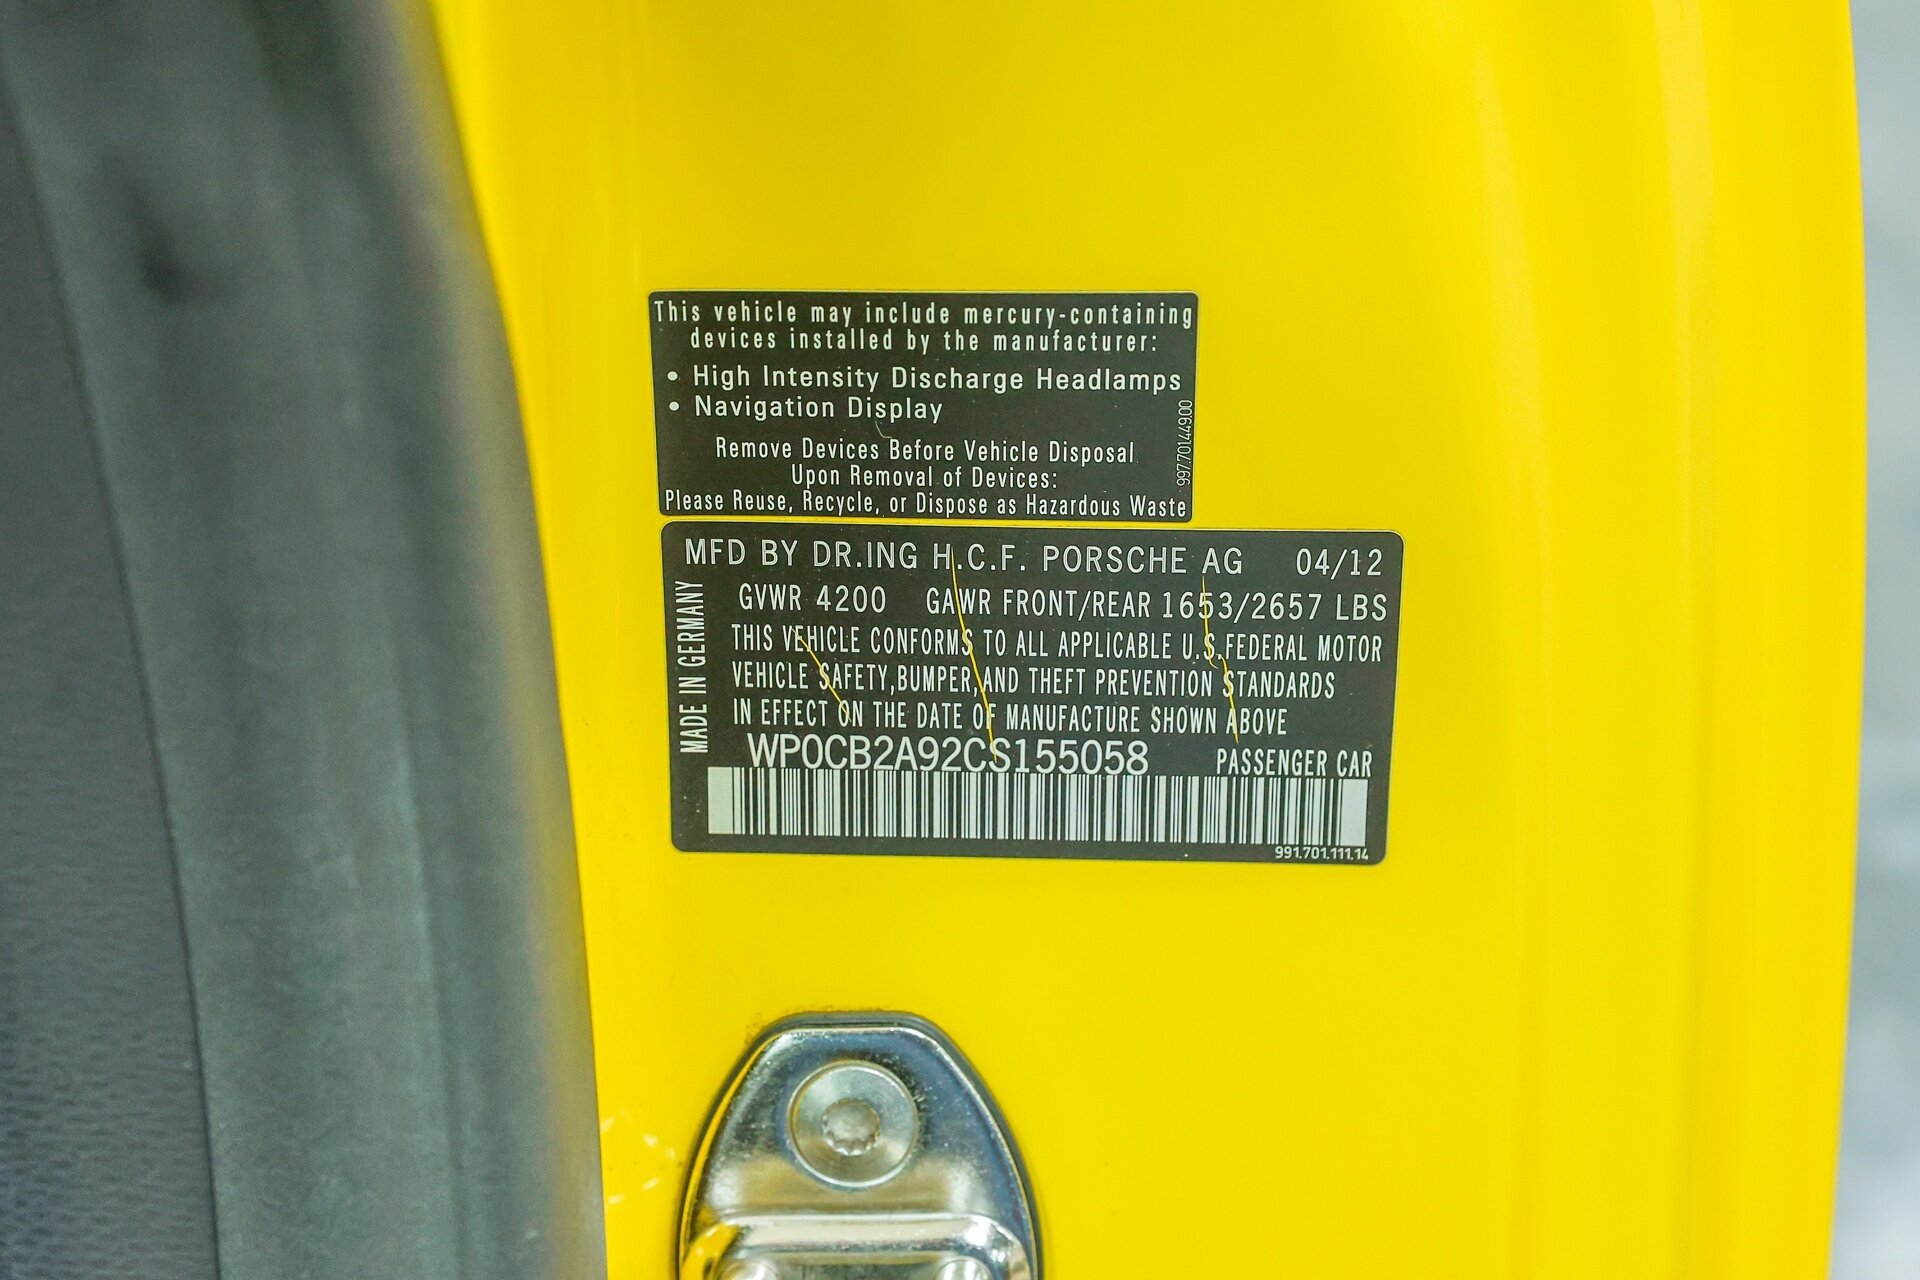 This vehicle may include mercury-containing
devices installed by the manufacturer:
• High Intensity Discharge Headlamps
• Navigation Display
Remove Devices Before Vehicle Disposal
Upon Removal of Devices:
Please Reuse, Recycle, or Dispose as Hazardous Waste
997.701.449.00
MFD BY DR.ING H.C.F. PORSCHE AG 04/12
GVWR 4200 GAWR FRONT/REAR 1653/2657 LBS
THIS VEHICLE CONFORMS TO ALL APPLICABLE U.S.FEDERAL MOTOR
VEHICLE SAFETY,BUMPER,AND THEFT PREVENTION STANDARDS
IN EFFECT ON THE DATE OF MANUFACTURE SHOWN ABOVE
WP0CB2A92CS155058 PASSENGER CAR
MADE IN GERMANY
991.701.111.14